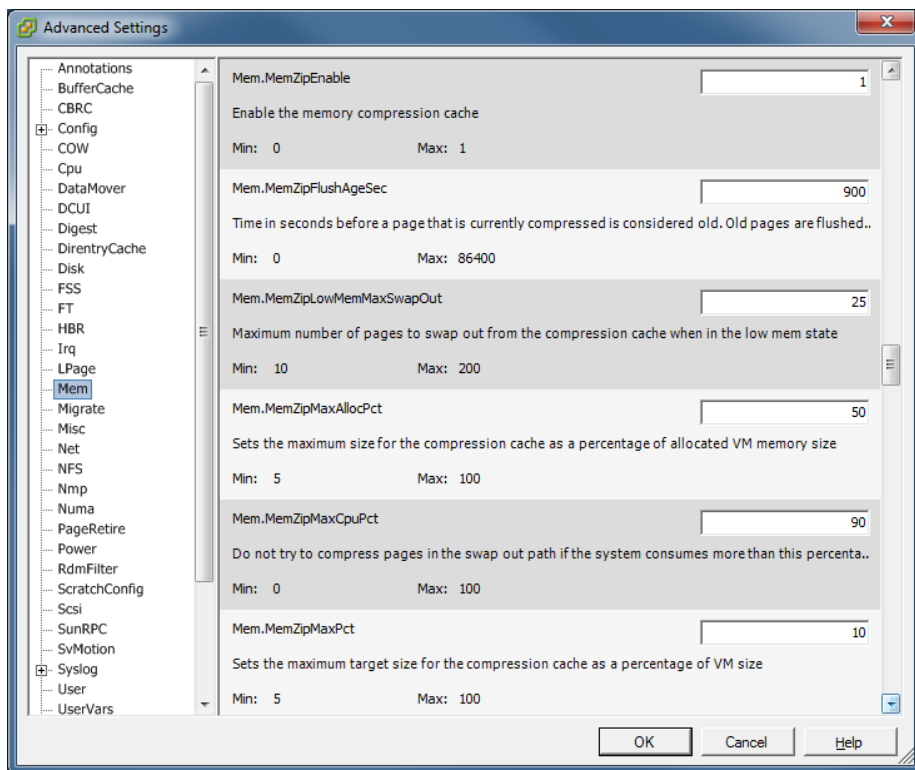 Advanced Settings
Annotations
BufferCache
CBRC
Config
COW
Cpu
DataMover
DCUI
Digest
DirentryCache
Disk
FSS
FT
HBR
Irq
LPage
Mem
Migrate
Misc
Net
NFS
Nmp
Numa
PageRetire
Power
RdmFilter
ScratchConfig
Scsi
SunRPC
SvMotion
Syslog
User
UserVars
Mem.MemZipEnable 1
Enable the memory compression cache
Min: 0 Max: 1
Mem.MemZipFlushAgeSec 900
Time in seconds before a page that is currently compressed is considered old. Old pages are flushed..
Min: 0 Max: 86400
Mem.MemZipLowMemMaxSwapOut 25
Maximum number of pages to swap out from the compression cache when in the low mem state
Min: 10 Max: 200
Mem.MemZipMaxAllocPct 50
Sets the maximum size for the compression cache as a percentage of allocated VM memory size
Min: 5 Max: 100
Mem.MemZipMaxCpuPct 90
Do not try to compress pages in the swap out path if the system consumes more than this percenta..
Min: 0 Max: 100
Mem.MemZipMaxPct 10
Sets the maximum target size for the compression cache as a percentage of VM size
Min: 5 Max: 100
OK Cancel Help